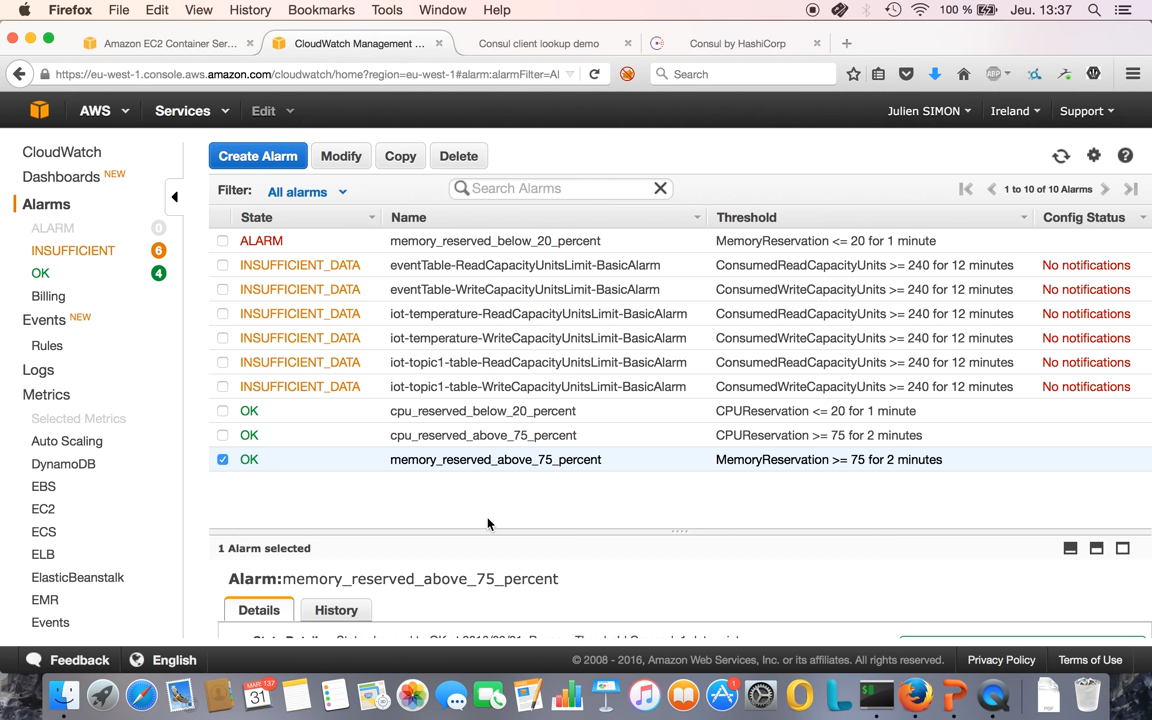 Firefox File Edit View History Bookmarks Tools Window Help 100 % Jeu. 13:37
Amazon EC2 Container Ser... CloudWatch Management ... Consul client lookup demo Consul by HashiCorp
https://eu-west-1.console.aws.amazon.com/cloudwatch/home?region=eu-west-1#alarm:alarmFilter=Al Search ABP
AWS Services Edit Julien SIMON Ireland Support
CloudWatch
Dashboards NEW
Alarms
ALARM 0
INSUFFICIENT 6
OK 4
Billing
Events NEW
Rules
Logs
Metrics
Selected Metrics
Auto Scaling
DynamoDB
EBS
EC2
ECS
ELB
ElasticBeanstalk
EMR
Events
Create Alarm Modify Copy Delete
Filter: All alarms Search Alarms 1 to 10 of 10 Alarms
State Name Threshold Config Status
ALARM memory_reserved_below_20_percent MemoryReservation <= 20 for 1 minute
INSUFFICIENT_DATA eventTable-ReadCapacityUnitsLimit-BasicAlarm ConsumedReadCapacityUnits >= 240 for 12 minutes No notifications
INSUFFICIENT_DATA eventTable-WriteCapacityUnitsLimit-BasicAlarm ConsumedWriteCapacityUnits >= 240 for 12 minutes No notifications
INSUFFICIENT_DATA iot-temperature-ReadCapacityUnitsLimit-BasicAlarm ConsumedReadCapacityUnits >= 240 for 12 minutes No notifications
INSUFFICIENT_DATA iot-temperature-WriteCapacityUnitsLimit-BasicAlarm ConsumedWriteCapacityUnits >= 240 for 12 minutes No notifications
INSUFFICIENT_DATA iot-topic1-table-ReadCapacityUnitsLimit-BasicAlarm ConsumedReadCapacityUnits >= 240 for 12 minutes No notifications
INSUFFICIENT_DATA iot-topic1-table-WriteCapacityUnitsLimit-BasicAlarm ConsumedWriteCapacityUnits >= 240 for 12 minutes No notifications
OK cpu_reserved_below_20_percent CPUReservation <= 20 for 1 minute
OK cpu_reserved_above_75_percent CPUReservation >= 75 for 2 minutes
OK memory_reserved_above_75_percent MemoryReservation >= 75 for 2 minutes
1 Alarm selected
Alarm:memory_reserved_above_75_percent
Details History
Feedback English © 2008 - 2016, Amazon Web Services, Inc. or its affiliates. All rights reserved. Privacy Policy Terms of Use
31